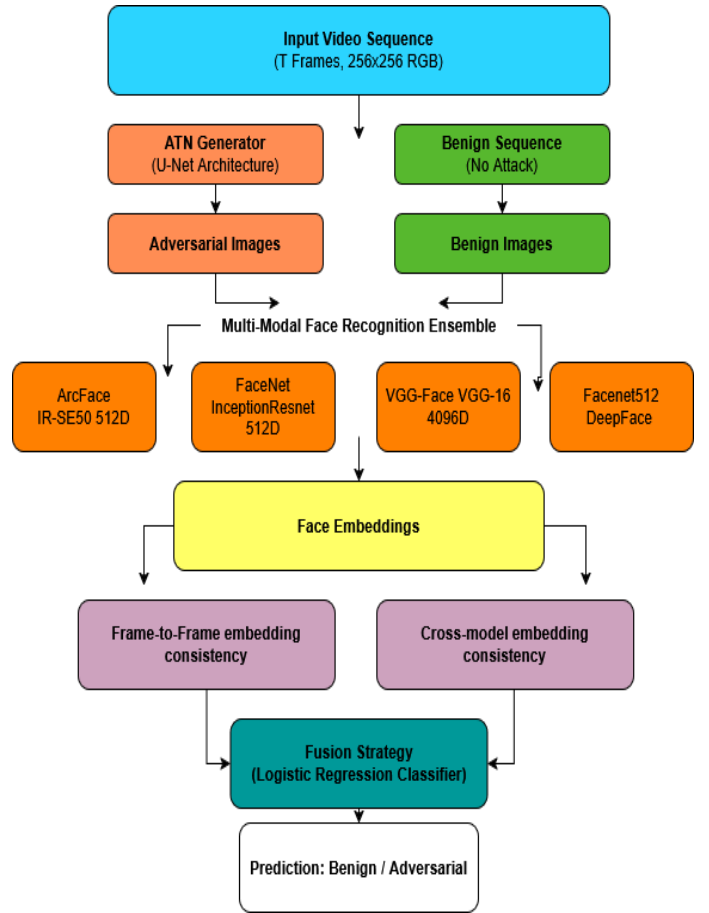 Input Video Sequence
(T Frames, 256x256 RGB)
ATN Generator
(U-Net Architecture)
Benign Sequence
(No Attack)
Adversarial Images
Benign Images
Multi-Modal Face Recognition Ensemble
ArcFace
IR-SE50 512D
FaceNet
InceptionResnet
512D
VGG-Face VGG-16
4096D
Facenet512
DeepFace
Face Embeddings
Frame-to-Frame embedding
consistency
Cross-model embedding
consistency
Fusion Strategy
(Logistic Regression Classifier)
Prediction: Benign / Adversarial